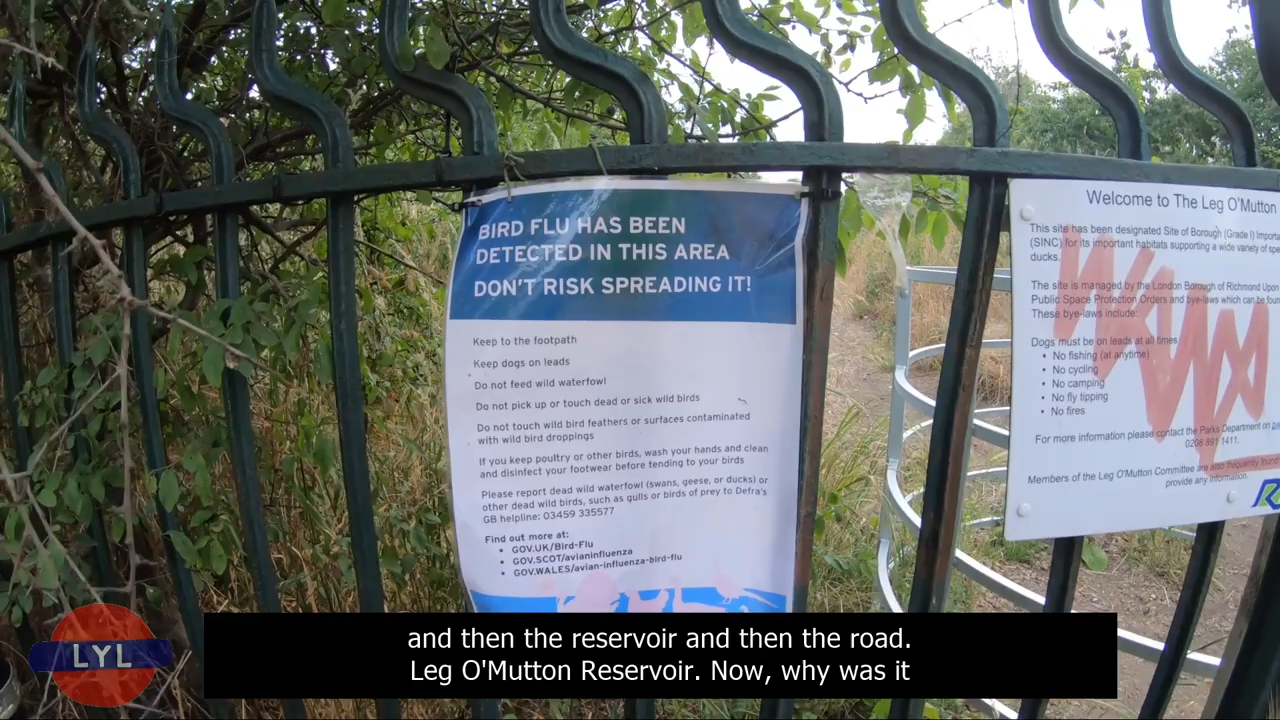 BIRD FLU HAS BEEN
DETECTED IN THIS AREA
DON'T RISK SPREADING IT!
Keep to the footpath
Keep dogs on leads
Do not feed wild waterfowl
Do not pick up or touch dead or sick wild birds
Do not touch wild bird feathers or surfaces contaminated
with wild bird droppings
If you keep poultry or other birds, wash your hands and clean
and disinfect your footwear before tending to your birds
Please report dead wild waterfowl (swans, geese, or ducks) or
other dead wild birds, such as gulls or birds of prey to Defra's
GB helpline: 03459 335577
Find out more at:
• GOV.UK/Bird-Flu
• GOV.SCOT/avianinfluenza
• GOV.WALES/avian-influenza-bird-flu
Welcome to The Leg O'Mutton
This site has been designated Site of Borough (Grade I)
(SINC) for its important habitats supporting a wide variety of
ducks.
The site is managed by the London Borough of Richmond Upon
Public Space Protection Orders and bye-laws which can be
These bye-laws include:
Dogs must be on leads at all times
• No fishing (at anytime)
• No cycling
• No camping
• No fly tipping
• No fires
For more information please contact the Parks Department on
0208 891 1411.
Members of the Leg O'Mutton Committee are also frequently found
provide any information.
LYL
and then the reservoir and then the road.
Leg O'Mutton Reservoir. Now, why was it